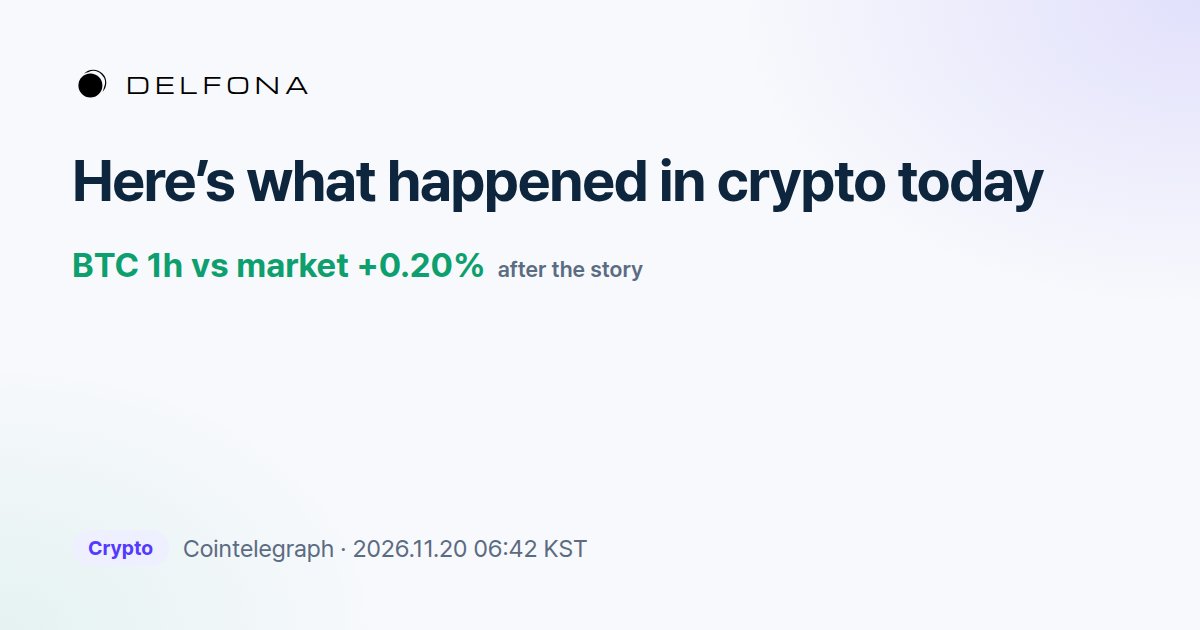 DELFONA
Here’s what happened in crypto today
BTC 1h vs market +0.20% after the story
Crypto Cointelegraph · 2026.11.20 06:42 KST